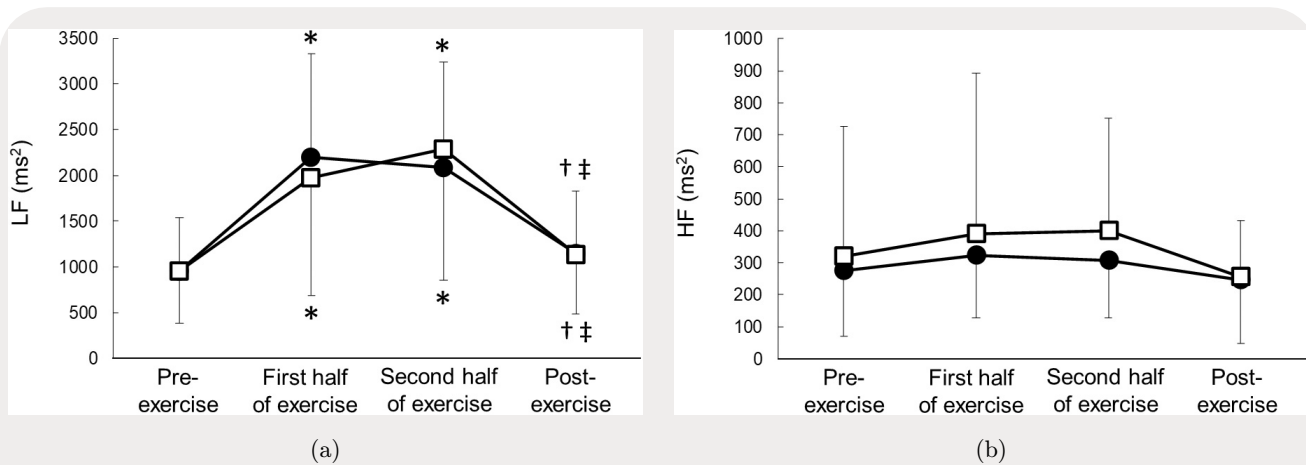 3500
3000
2500
2000
1500
1000
500
0
LF (ms²)
*
*
*
*
† ‡
† ‡
Pre-
exercise
First half
of exercise
Second half
of exercise
Post-
exercise
(a)
1000
900
800
700
600
500
400
300
200
100
0
HF (ms²)
Pre-
exercise
First half
of exercise
Second half
of exercise
Post-
exercise
(b)